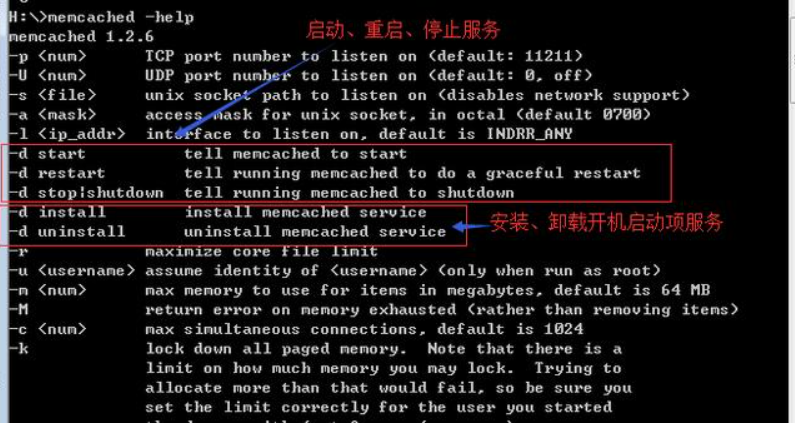 H:\>memcached -help
启动、重启、停止服务
memcached 1.2.6
-p <num> TCP port number to listen on (default: 11211)
-U <num> UDP port number to listen on (default: 0, off)
-s <file> unix socket path to listen on (disables network support)
-a <mask> access mask for unix socket, in octal (default 0700)
-l <ip_addr> interface to listen on, default is INDRR_ANY
-d start tell memcached to start
-d restart tell running memcached to do a graceful restart
-d stop|shutdown tell running memcached to shutdown
-d install install memcached service
-d uninstall uninstall memcached service
安装、卸载开机启动项服务
-r maximize core file limit
-u <username> assume identity of <username> (only when run as root)
-m <num> max memory to use for items in megabytes, default is 64 MB
-M return error on memory exhausted (rather than removing items)
-c <num> max simultaneous connections, default is 1024
-k lock down all paged memory. Note that there is a
limit on how much memory you may lock. Trying to
allocate more than that would fail, so be sure you
set the limit correctly for the user you started